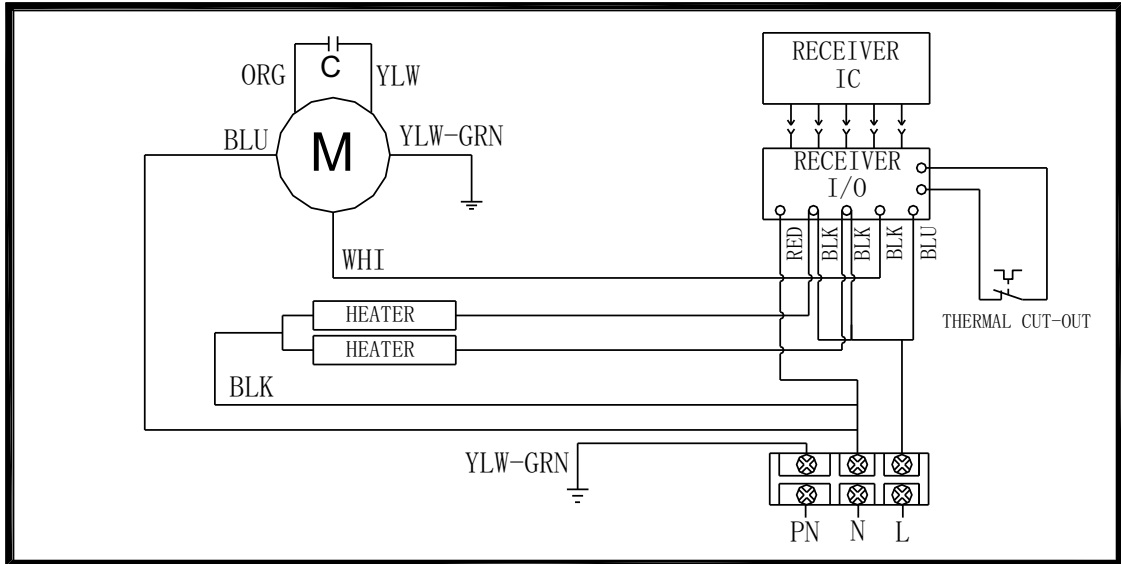 ORG
C
YLW
BLU
M
YLW-GRN
WHI
RECEIVER
IC
RECEIVER
I/O
RED
BLK
BLK
BLK
BLU
THERMAL CUT-OUT
HEATER
HEATER
BLK
YLW-GRN
PN
N
L